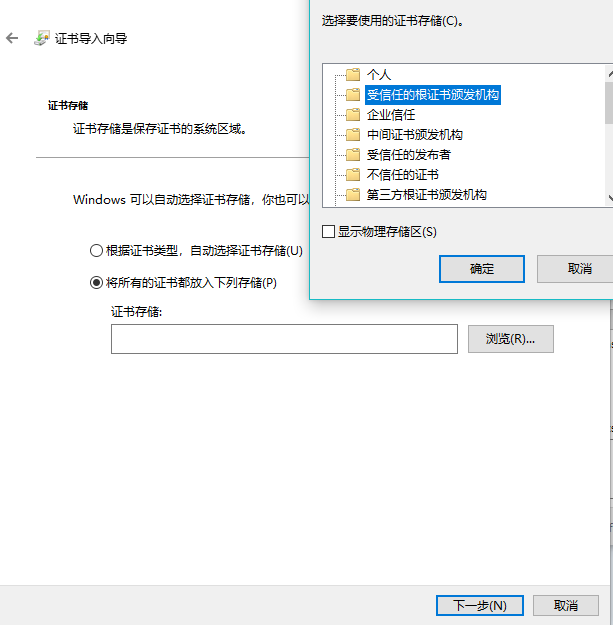 证书导入向导
证书存储
证书存储是保存证书的系统区域。
Windows 可以自动选择证书存储，你也可以
根据证书类型，自动选择证书存储(U)
将所有的证书都放入下列存储(P)
证书存储:
浏览(R)...
下一步(N)
取消
选择要使用的证书存储(C)。
个人
受信任的根证书颁发机构
企业信任
中间证书颁发机构
受信任的发布者
不信任的证书
第三方根证书颁发机构
显示物理存储区(S)
确定
取消